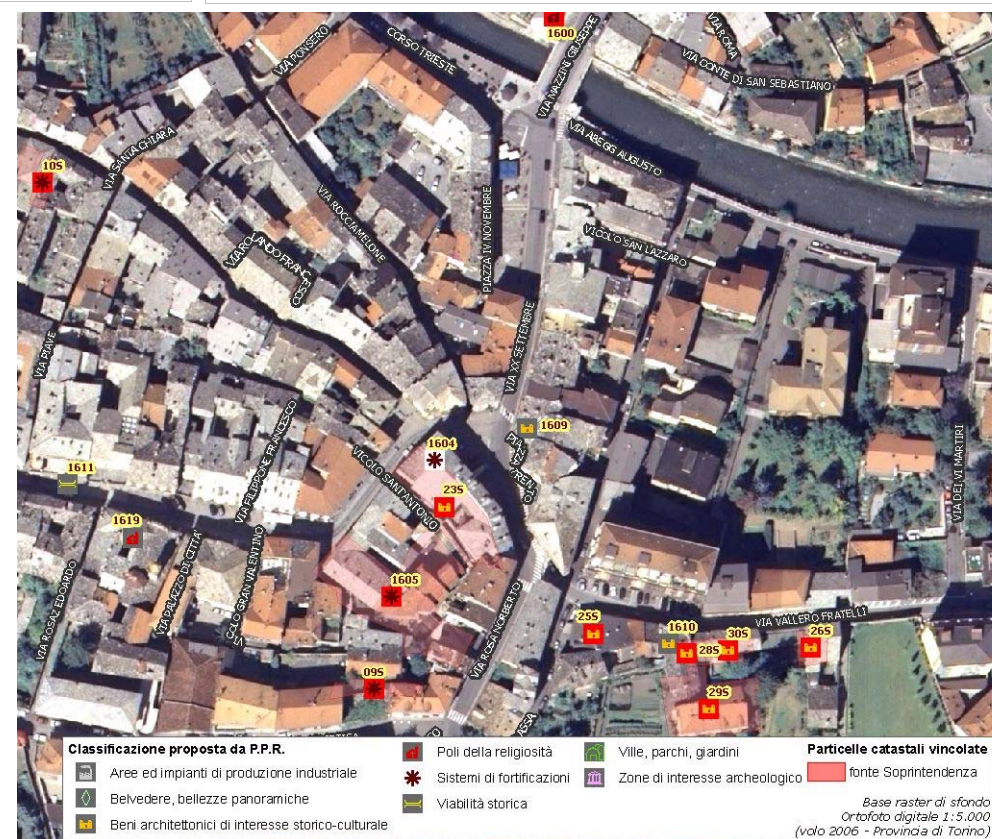 1600
VIA PONSERO
CORSO TRIESTE
VIA MAZZINI GIUSEPPE
VIA ROMA
VIA CONTE DI SAN SEBASTIANO
VIA ABEGG AUGUSTO
VIA SANTA CHIARA
10S
VIA ROCCIAMELONE
PIAZZA IV NOVEMBRE
VICOLO SAN LAZZARO
VIA ROLANDO FRANCESCO
VIA PIAVE
VIA XX SETTEMBRE
1609
PIAZZA TRENTO
1604
VICOLO SANT'ANTONIO
VIA FILIPPONE FRANCESCO
1611
VIA DEI VI MARTIRI
23S
1619
VIA PALAZZO DI CITTA'
VICOLO GRAN VALENTINO
1605
VIA ROSAZ EDOARDO
VIA ROSA NORBERTO
VIA VALLERO FRATELLI
25S
1610
28S
30S
26S
09S
29S
ASSA
Classificazione proposta da P.P.R.
Aree ed impianti di produzione industriale
Belvedere, bellezze panoramiche
Beni architettonici di interesse storico-culturale
Poli della religiosità
Sistemi di fortificazioni
Viabilità storica
Ville, parchi, giardini
Zone di interesse archeologico
Particelle catastali vincolate
fonte Soprintendenza
Base raster di sfondo
Ortofoto digitale 1:5.000
(volo 2006 - Provincia di Torino)